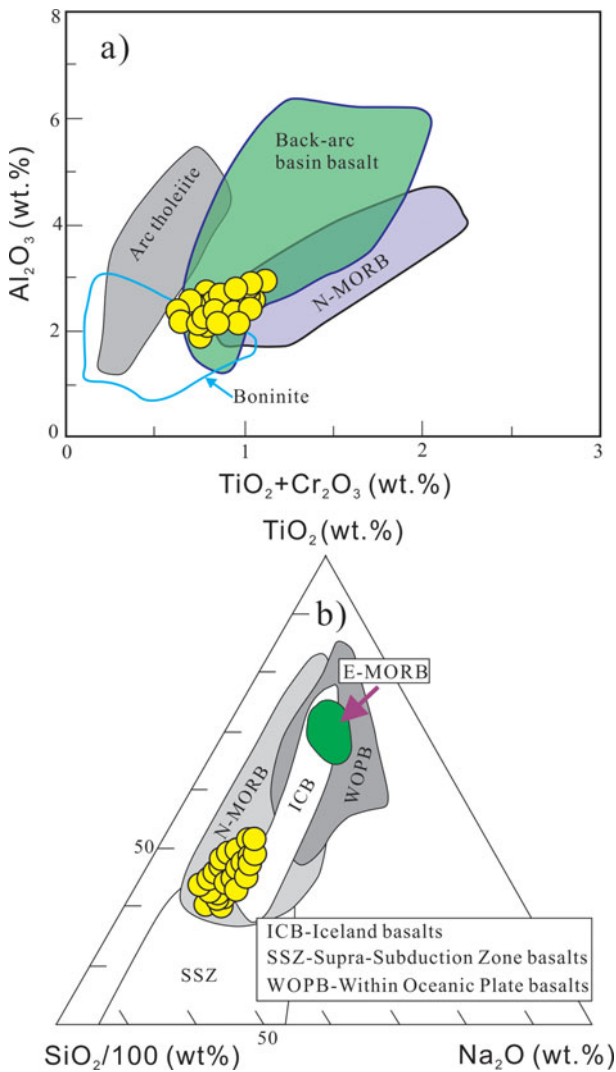 8
a)
Back-arc
basin basalt
6
Arc tholeiite
Al₂O₃ (wt.%)
4
N-MORB
2
Boninite
0
0
1
2
3
TiO₂+Cr₂O₃ (wt.%)
TiO₂ (wt.%)
b)
E-MORB
N-MORB
ICB
WOPB
50
ICB-Iceland basalts
SSZ-Supra-Subduction Zone basalts
WOPB-Within Oceanic Plate basalts
SSZ
50
SiO₂/100 (wt%)
Na₂O (wt.%)